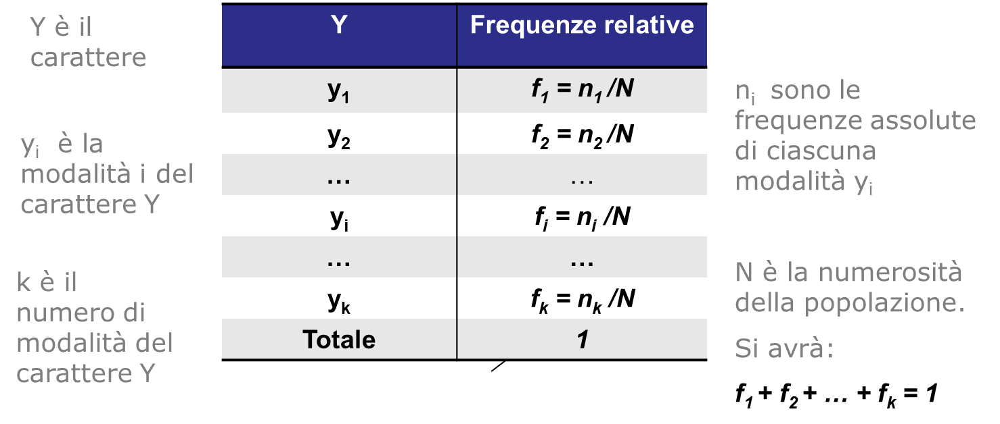 Y è il
carattere
y_i è la
modalità i del
carattere Y
k è il
numero di
modalità del
carattere Y
Y Frequenze relative
y_1 f_1 = n_1 /N
y_2 f_2 = n_2 /N
... ...
y_i f_i = n_i /N
... ...
y_k f_k = n_k /N
Totale 1
n_i sono le
frequenze assolute
di ciascuna
modalità y_i
N è la numerosità
della popolazione.
Si avrà:
f_1 + f_2 + ... + f_k = 1